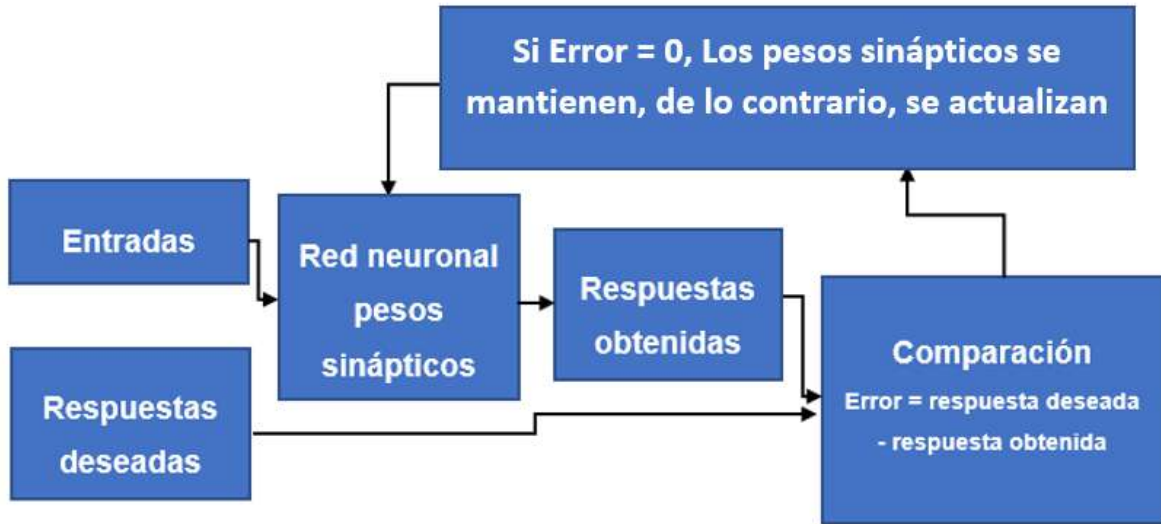 Si Error = 0, Los pesos sinápticos se
mantienen, de lo contrario, se actualizan
Entradas
Red neuronal
pesos
sinápticos
Respuestas
obtenidas
Respuestas
deseadas
Comparación
Error = respuesta deseada
- respuesta obtenida